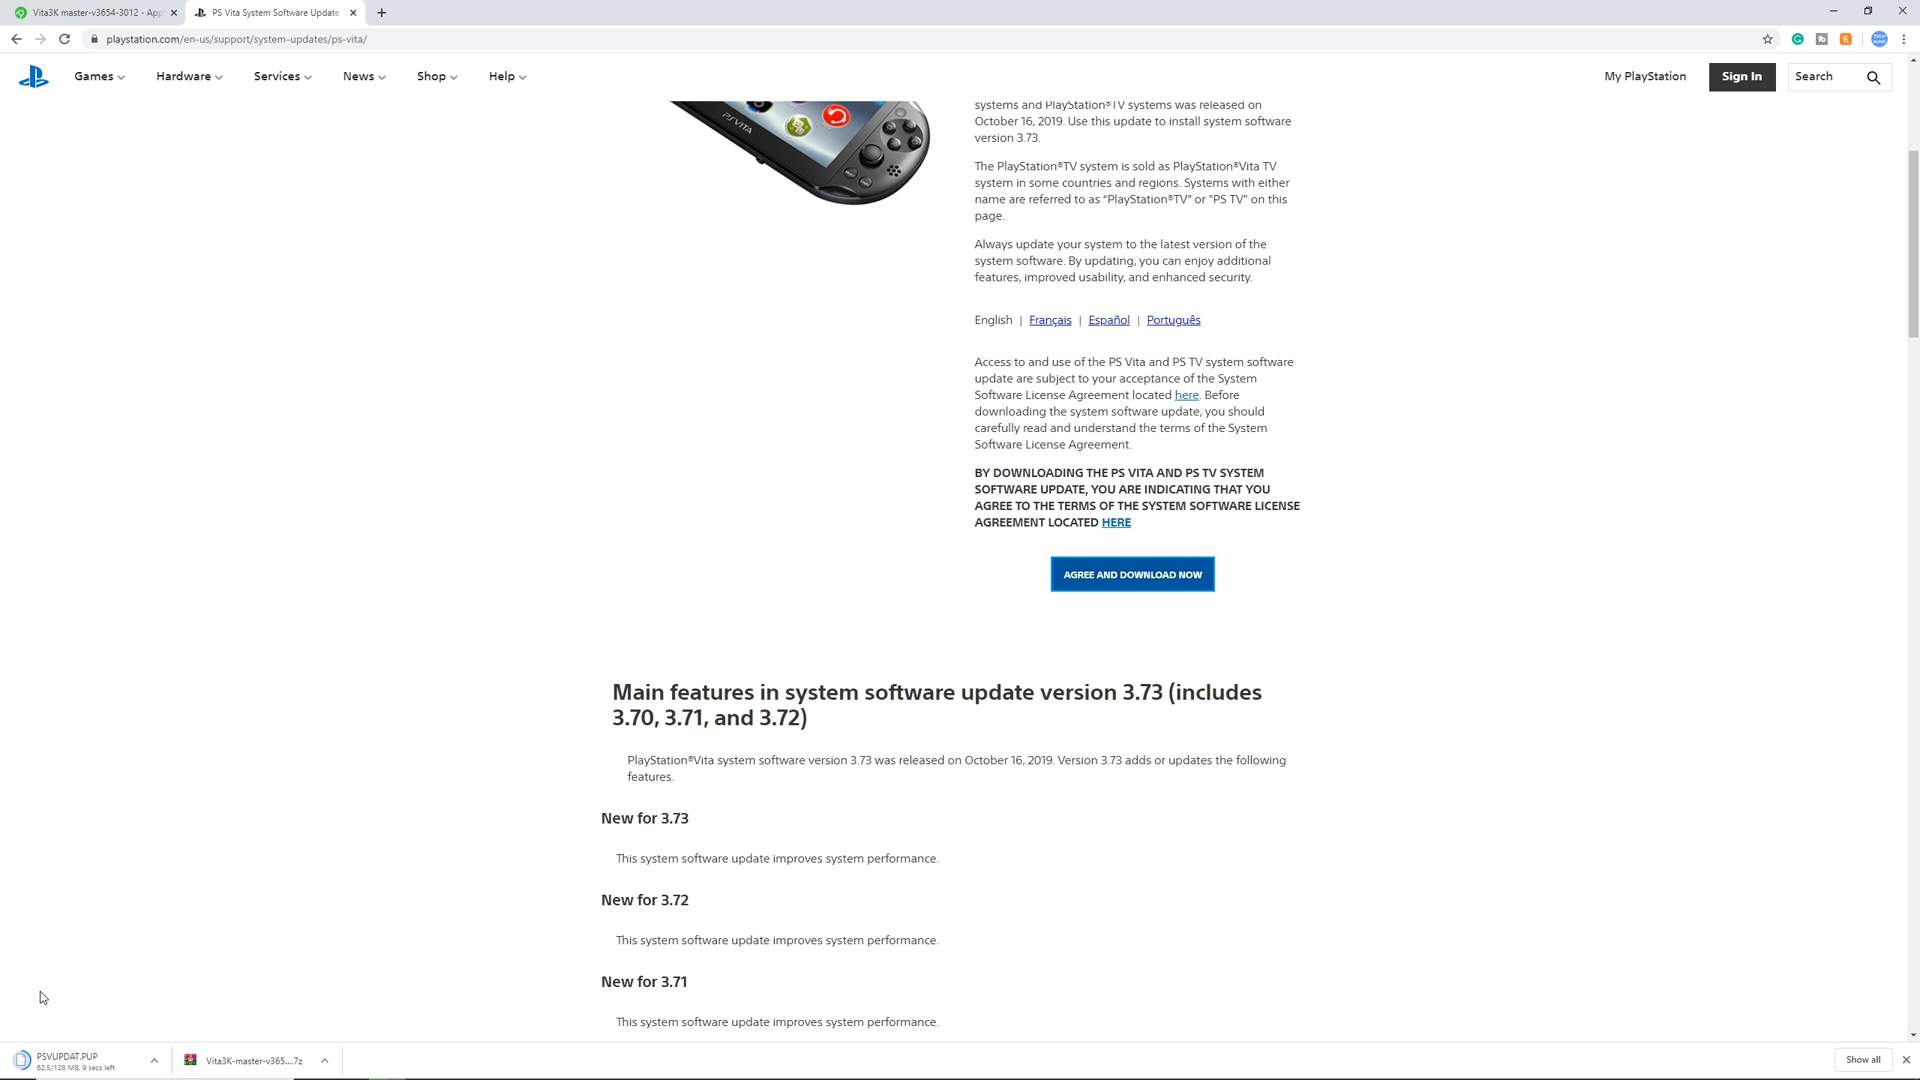 Vita3K master-v3654-3012 - App
PS Vita System Software Update
playstation.com/en-us/support/system-updates/ps-vita/
Games
Hardware
Services
News
Shop
Help
My PlayStation
Sign In
Search
PSVITA
systems and PlayStation®TV systems was released on
October 16, 2019. Use this update to install system software
version 3.73.
The PlayStation®TV system is sold as PlayStation®Vita TV
system in some countries and regions. Systems with either
name are referred to as “PlayStation®TV” or "PS TV" on this
page.
Always update your system to the latest version of the
system software. By updating, you can enjoy additional
features, improved usability, and enhanced security.
English | Français | Español | Português
Access to and use of the PS Vita and PS TV system software
update are subject to your acceptance of the System
Software License Agreement located here. Before
downloading the system software update, you should
carefully read and understand the terms of the System
Software License Agreement.
BY DOWNLOADING THE PS VITA AND PS TV SYSTEM
SOFTWARE UPDATE, YOU ARE INDICATING THAT YOU
AGREE TO THE TERMS OF THE SYSTEM SOFTWARE LICENSE
AGREEMENT LOCATED HERE
AGREE AND DOWNLOAD NOW
Main features in system software update version 3.73 (includes
3.70, 3.71, and 3.72)
PlayStation®Vita system software version 3.73 was released on October 16, 2019. Version 3.73 adds or updates the following
features.
New for 3.73
This system software update improves system performance.
New for 3.72
This system software update improves system performance.
New for 3.71
This system software update improves system performance.
PSVUPDAT.PUP
62.5/128 MB, 9 secs left
Vita3K-master-v365....7z
Show all